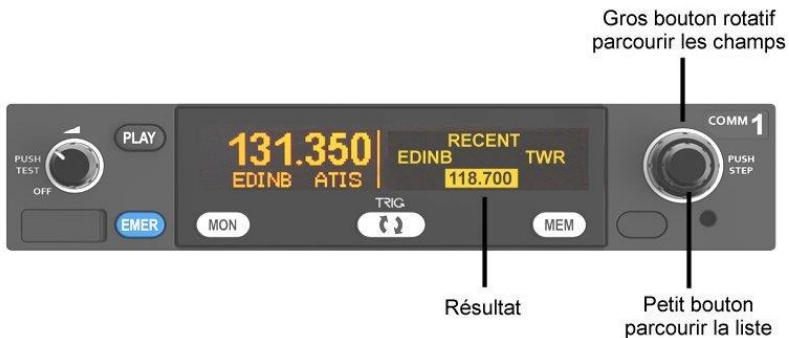 Gros bouton rotatif
parcourir les champs
COMM 1
PLAY
PUSH
TEST
OFF
131.350
EDINB ATIS
RECENT
EDINB TWR
118.700
PUSH
STEP
TRIG
EMER
MON
MEM
Résultat
Petit bouton
parcourir la liste